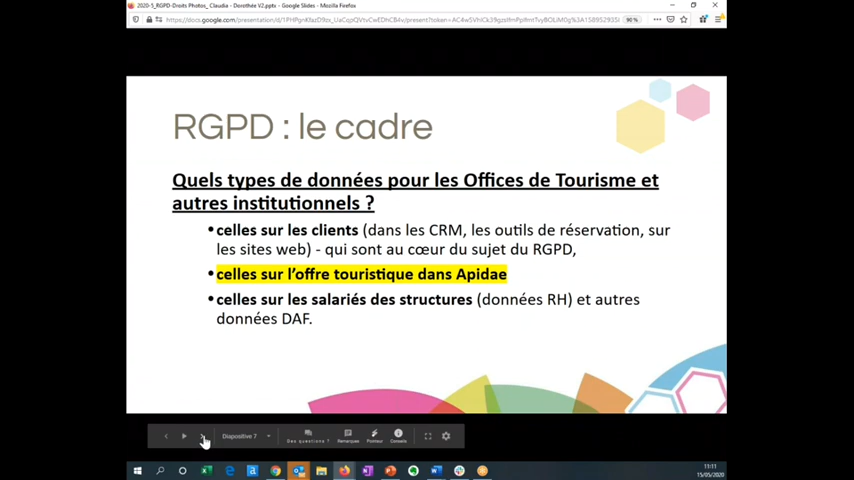 2020-5_RGPD-Droits Photos_ Claudia - Dorothée V2.pptx - Google Slides - Mozilla Firefox
90 %
RGPD : le cadre
Quels types de données pour les Offices de Tourisme et
autres institutionnels ?
•celles sur les clients (dans les CRM, les outils de réservation, sur
les sites web) - qui sont au cœur du sujet du RGPD,
•celles sur l'offre touristique dans Apidae
•celles sur les salariés des structures (données RH) et autres
données DAF.
Diapositive 7
Des questions ?
Remarques
Pointeur
Conseils
11:11
15/05/2020